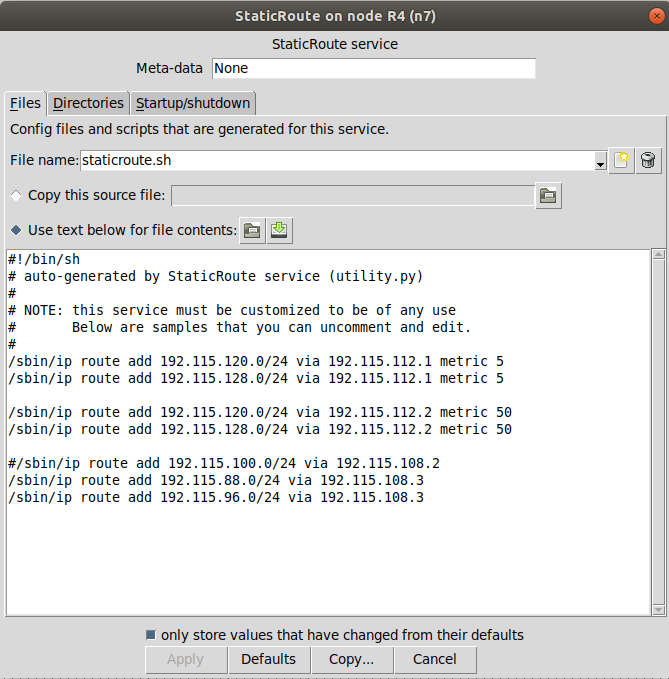 StaticRoute on node R4 (n7)
StaticRoute service
Meta-data None
Files Directories Startup/shutdown
Config files and scripts that are generated for this service.
File name: staticroute.sh
Copy this source file:
Use text below for file contents:
#!/bin/sh
# auto-generated by StaticRoute service (utility.py)
#
# NOTE: this service must be customized to be of any use
#       Below are samples that you can uncomment and edit.
#
/sbin/ip route add 192.115.120.0/24 via 192.115.112.1 metric 5
/sbin/ip route add 192.115.128.0/24 via 192.115.112.1 metric 5
/sbin/ip route add 192.115.120.0/24 via 192.115.112.2 metric 50
/sbin/ip route add 192.115.128.0/24 via 192.115.112.2 metric 50
#/sbin/ip route add 192.115.100.0/24 via 192.115.108.2
/sbin/ip route add 192.115.88.0/24 via 192.115.108.3
/sbin/ip route add 192.115.96.0/24 via 192.115.108.3
only store values that have changed from their defaults
Apply Defaults Copy... Cancel